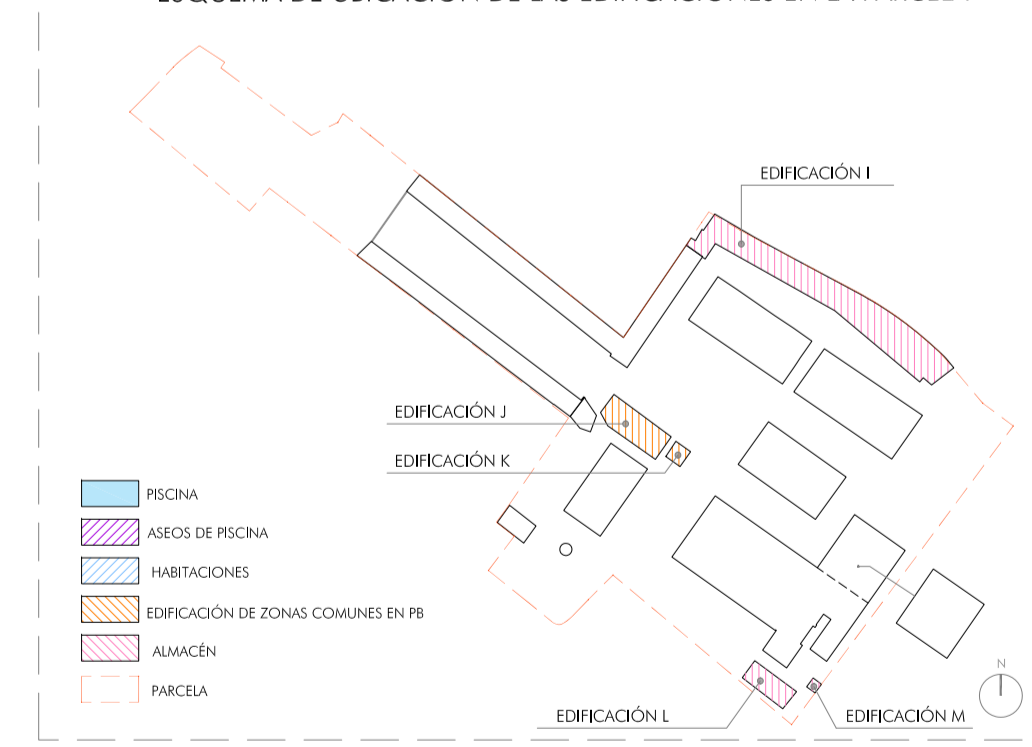 EDIFICACIÓN I
EDIFICACIÓN J
EDIFICACIÓN K
PISCINA
ASEOS DE PISCINA
HABITACIONES
EDIFICACIÓN DE ZONAS COMUNES EN PB
ALMACÉN
PARCELA
N
EDIFICACIÓN L
EDIFICACIÓN M